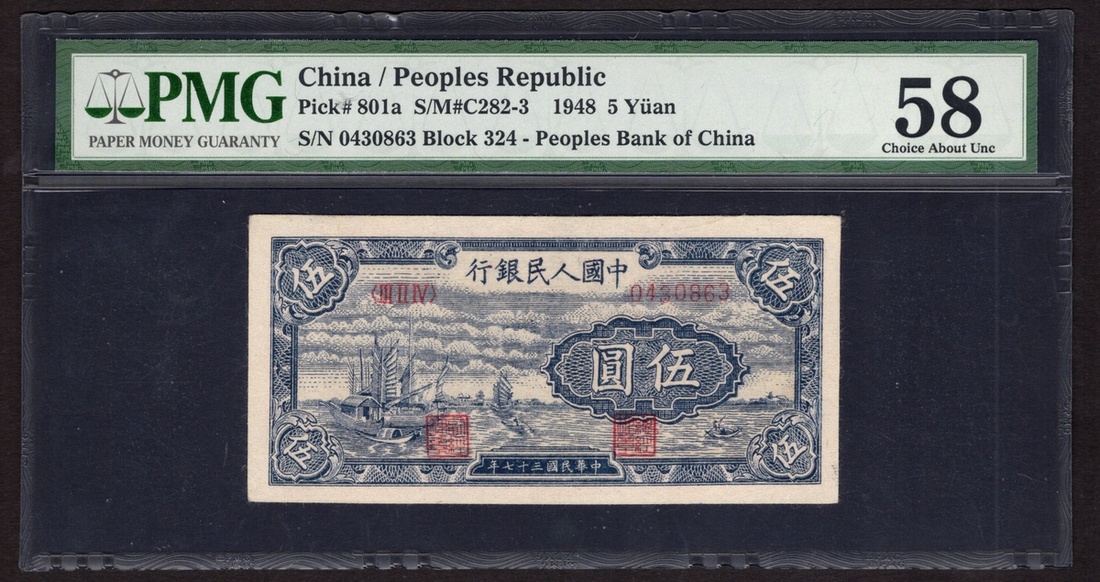 PMG
PAPER MONEY GUARANTY
China / Peoples Republic
Pick# 801a S/M#C282-3 1948 5 Yüan
S/N 0430863 Block 324 - Peoples Bank of China
58
Choice About Unc
行銀民人國中
伍
伍
〈ⅢⅡⅣ〉
0430863
圓伍
伍
伍
年七十三國民華中